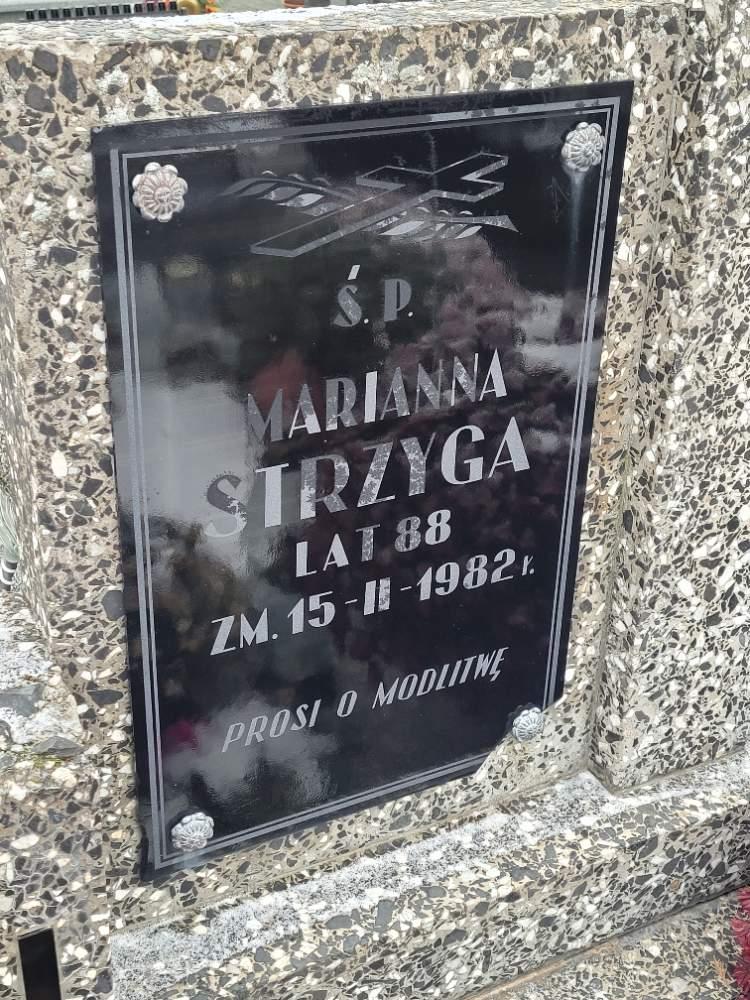 Ś.P.
MARIANNA
STRZYGA
LAT 88
ZM. 15-II-1982 r.
PROSI O MODLITWĘ